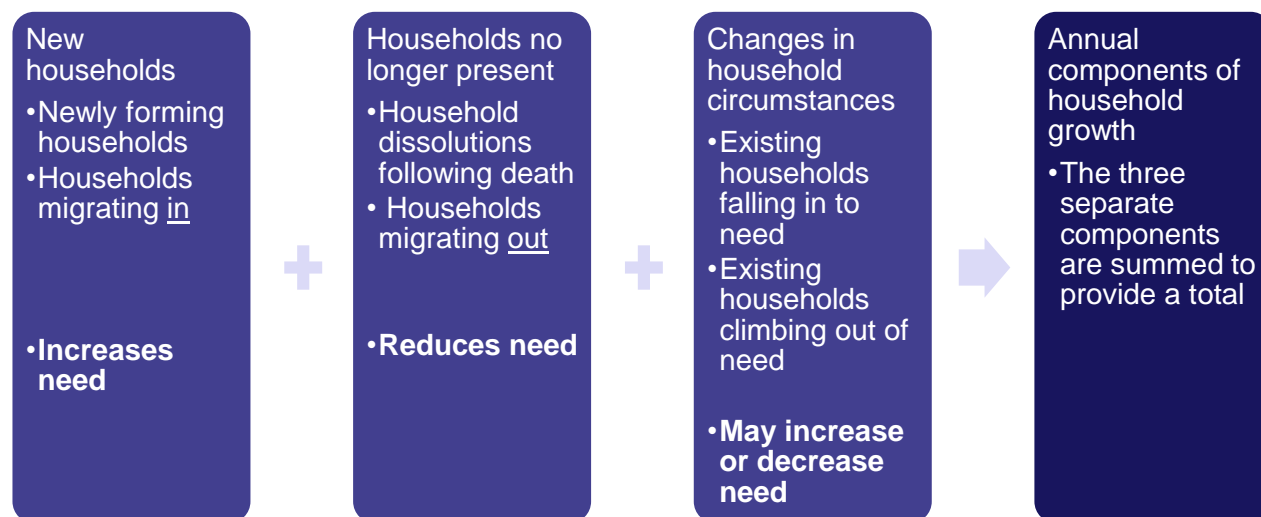 New
households
•Newly forming
households
•Households
migrating in
•Increases
need
Households no
longer present
•Household
dissolutions
following death
• Households
migrating out
•Reduces need
Changes in
household
circumstances
•Existing
households
falling in to
need
•Existing
households
climbing out of
need
•May increase
or decrease
need
Annual
components of
household
growth
•The three
separate
components
are summed to
provide a total